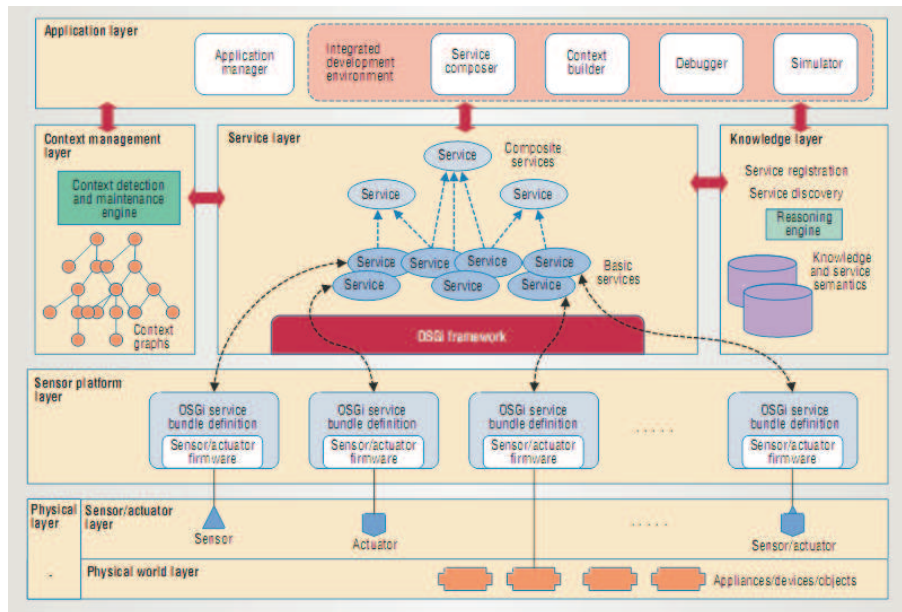 Application layer
Application
manager
Integrated
development
environment
Service
composer
Context
builder
Debugger
Simulator
Context management
layer
Context detection
and maintenance
engine
Context
graphs
Service layer
Service
Composite
services
Service
Service
Service
Service
Service
Service
Service
Service
Service
Basic
services
OSGi framework
Knowledge layer
Service registration
Service discovery
Reasoning
engine
Knowledge
and service
semantics
Sensor platform
layer
OSGi service
bundle definition
Sensor/actuator
firmware
OSGi service
bundle definition
Sensor/actuator
firmware
OSGi service
bundle definition
Sensor/actuator
firmware
. . . . .
OSGi service
bundle definition
Sensor/actuator
firmware
Physical
layer
Sensor/actuator
layer
Sensor
Actuator
. . . . .
Sensor/actuator
Physical world layer
Appliances/devices/objects